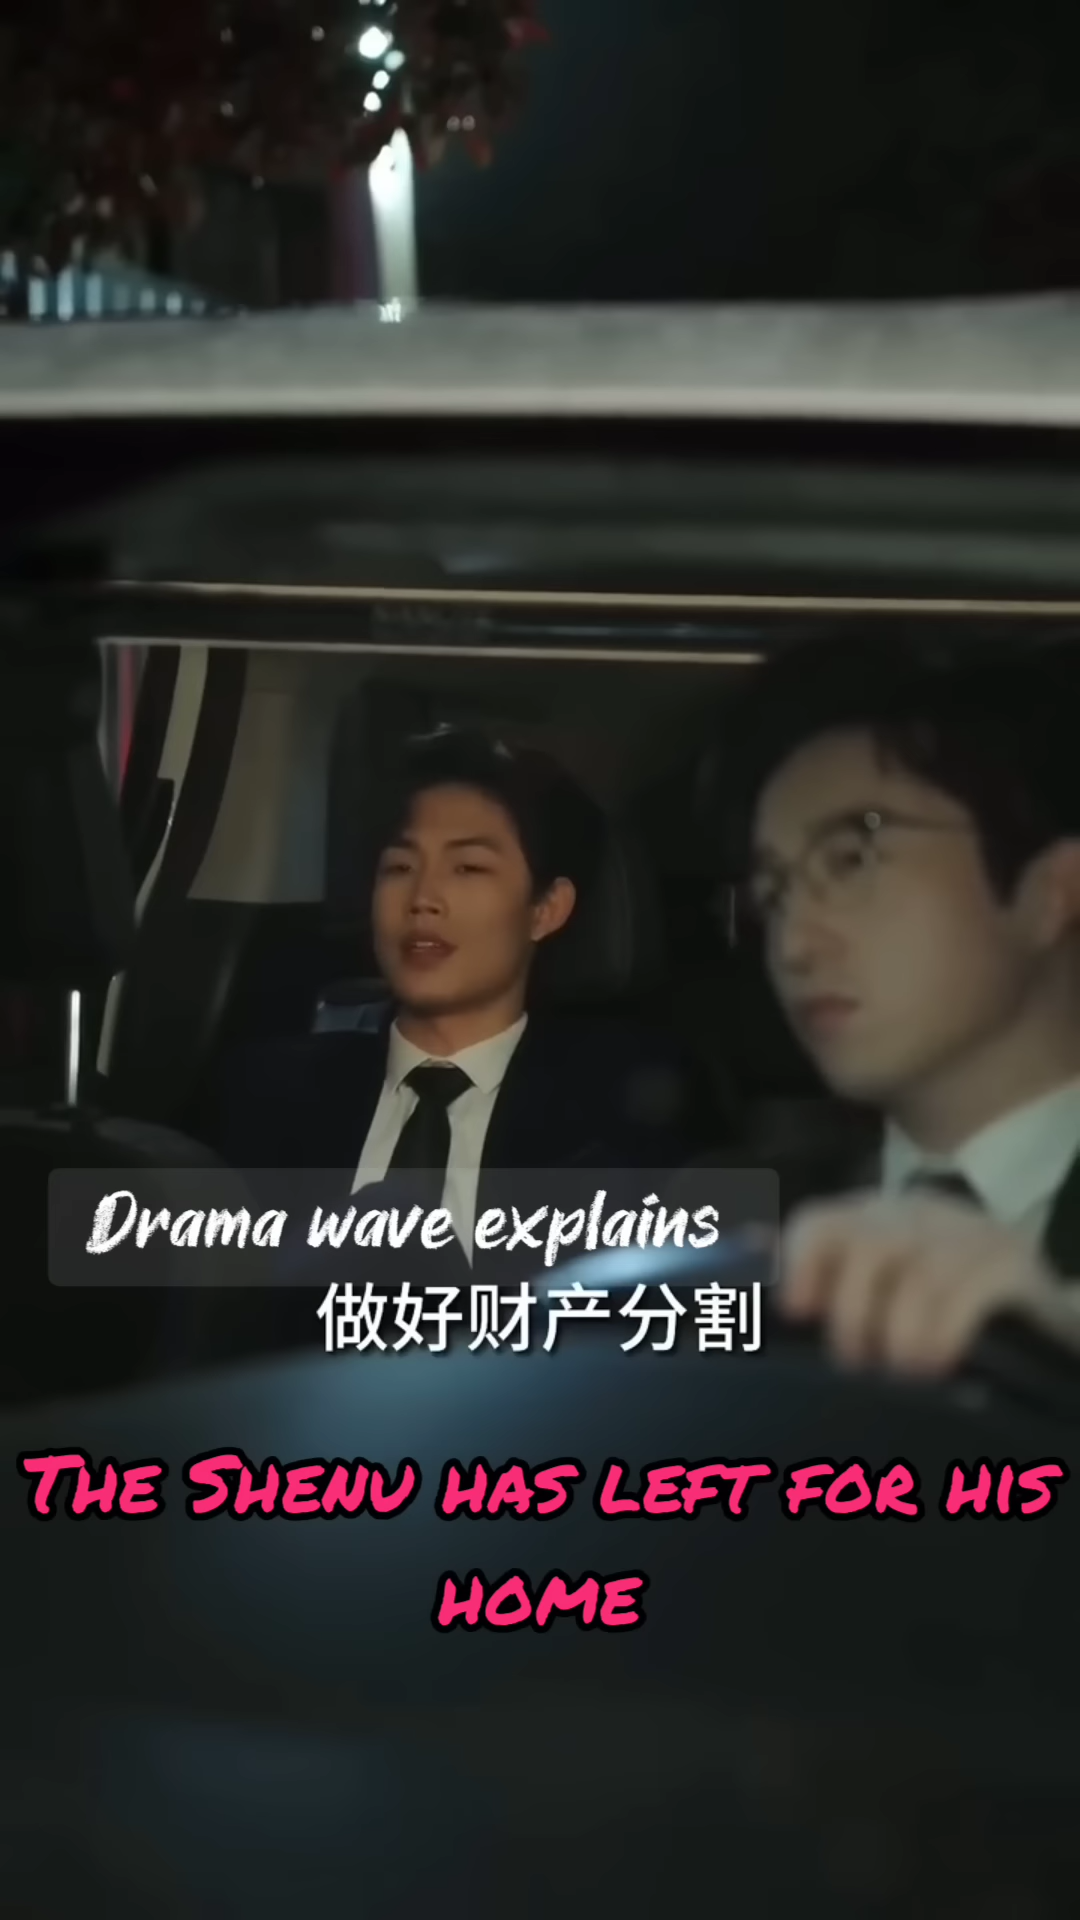 Drama wave explains
做好财产分割
The Shenu has left for his
home